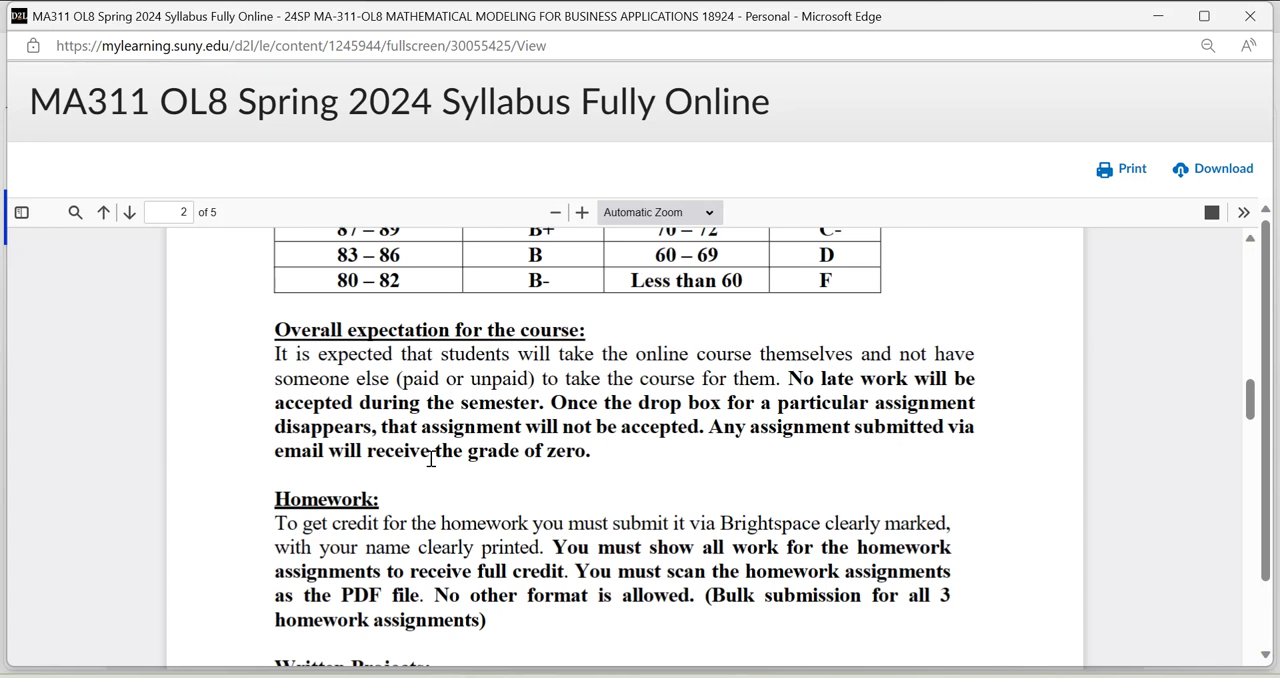 MA311 OL8 Spring 2024 Syllabus Fully Online - 24SP MA-311-OL8 MATHEMATICAL MODELING FOR BUSINESS APPLICATIONS 18924 - Personal - Microsoft Edge
https://mylearning.suny.edu/d2l/le/content/1245944/fullscreen/30055425/View
MA311 OL8 Spring 2024 Syllabus Fully Online
Print Download
2 of 5 Automatic Zoom
87 – 89 B+ 70 – 72 C-
83 – 86 B 60 – 69 D
80 – 82 B- Less than 60 F
Overall expectation for the course:
It is expected that students will take the online course themselves and not have
someone else (paid or unpaid) to take the course for them. No late work will be
accepted during the semester. Once the drop box for a particular assignment
disappears, that assignment will not be accepted. Any assignment submitted via
email will receive the grade of zero.
Homework:
To get credit for the homework you must submit it via Brightspace clearly marked,
with your name clearly printed. You must show all work for the homework
assignments to receive full credit. You must scan the homework assignments
as the PDF file. No other format is allowed. (Bulk submission for all 3
homework assignments)
Written Projects: